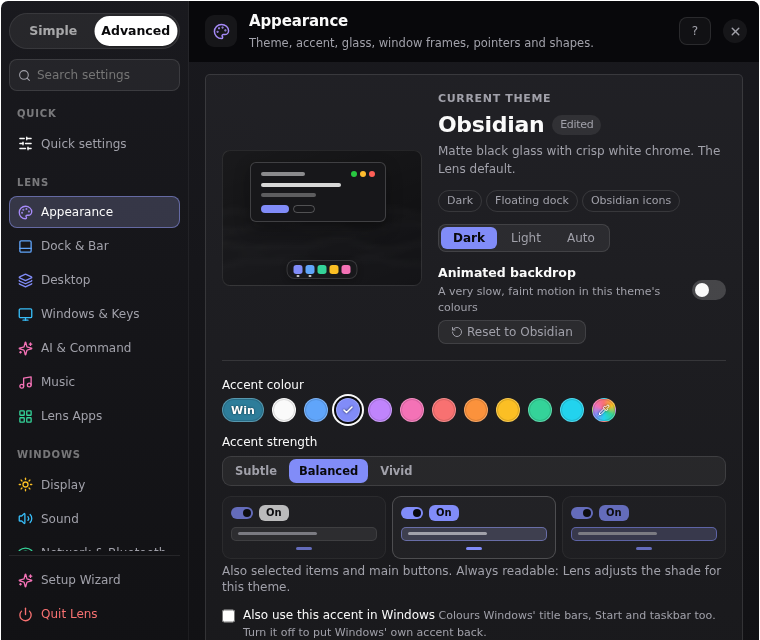 Simple
Advanced
Search settings
QUICK
Quick settings
LENS
Appearance
Dock & Bar
Desktop
Windows & Keys
AI & Command
Music
Lens Apps
WINDOWS
Display
Sound
Network & Bluetooth
Setup Wizard
Quit Lens
Appearance
Theme, accent, glass, window frames, pointers and shapes.
?
CURRENT THEME
Obsidian
Edited
Matte black glass with crisp white chrome. The
Lens default.
Dark
Floating dock
Obsidian icons
Dark
Light
Auto
Animated backdrop
A very slow, faint motion in this theme's
colours
Reset to Obsidian
Accent colour
Win
Accent strength
Subtle
Balanced
Vivid
On
On
On
Also selected items and main buttons. Always readable: Lens adjusts the shade for
this theme.
Also use this accent in Windows Colours Windows' title bars, Start and taskbar too.
Turn it off to put Windows' own accent back.